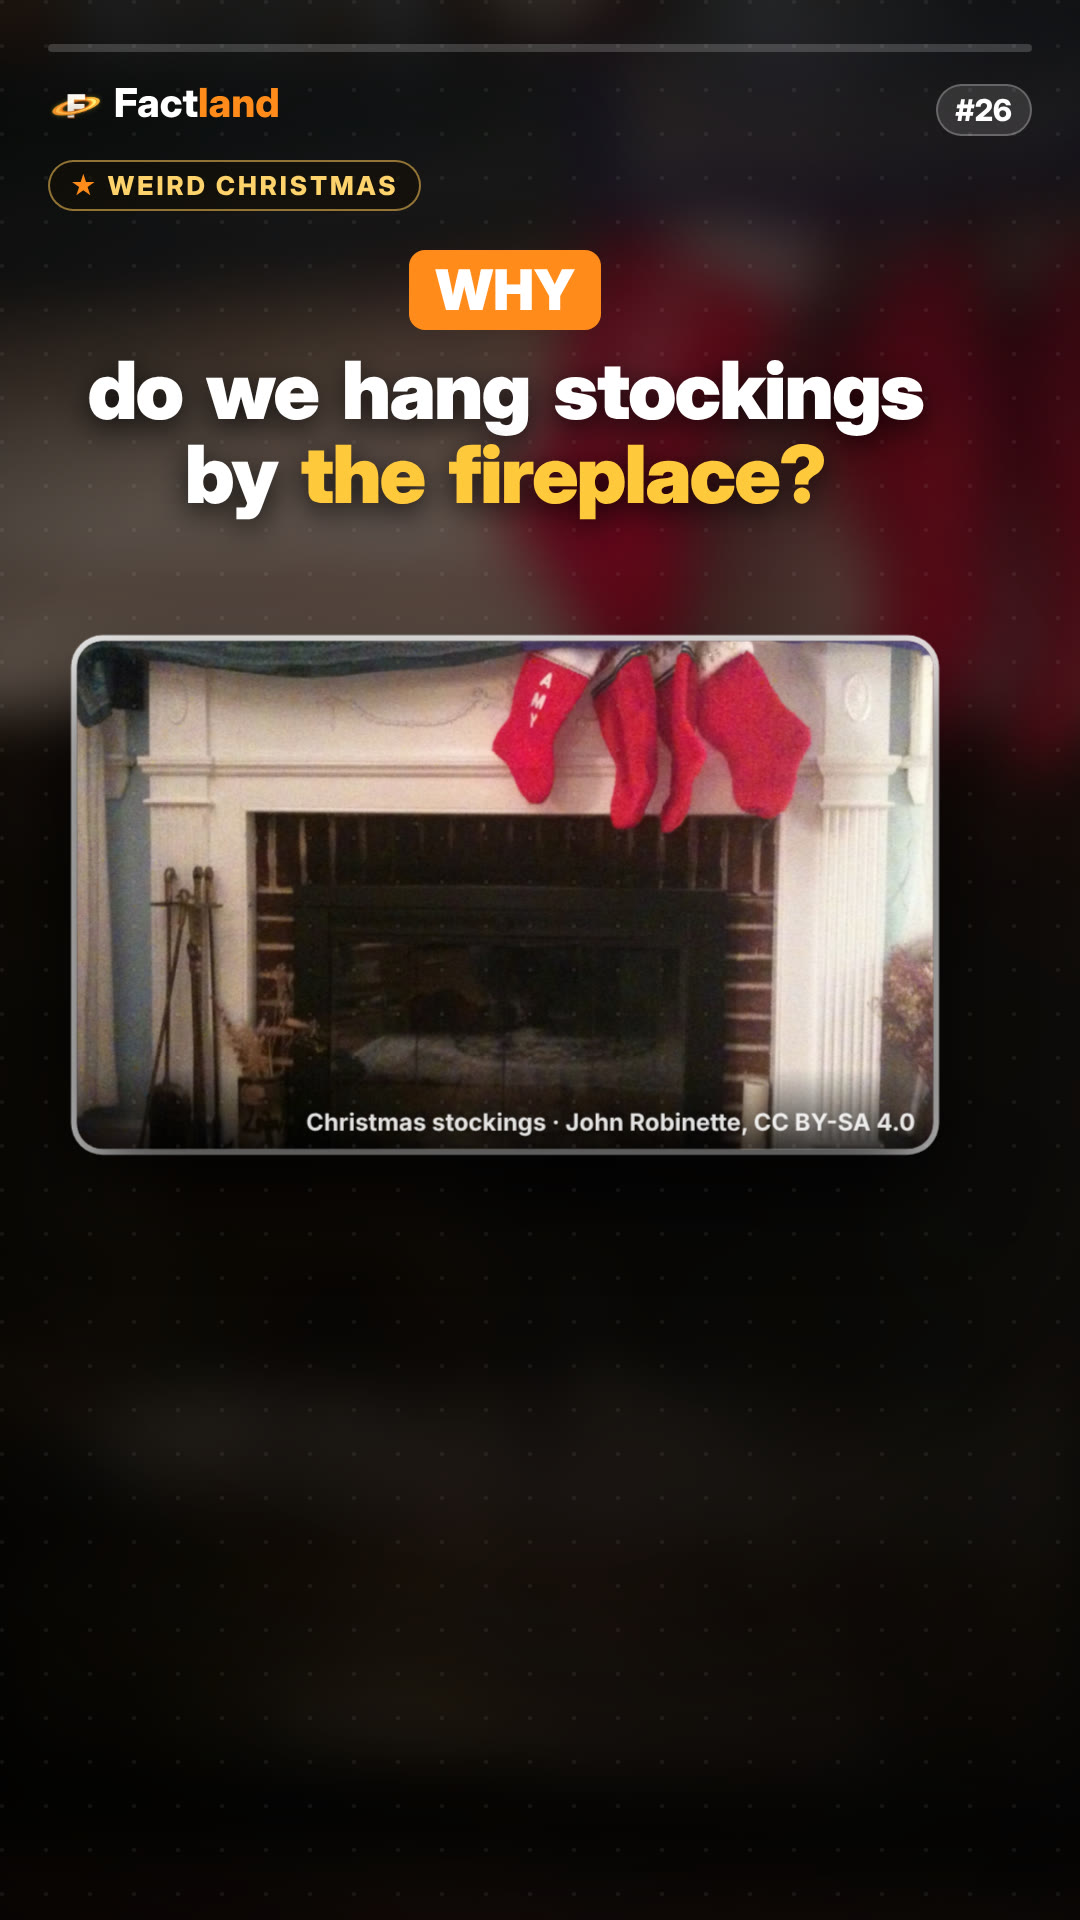 Factland
#26
★ WEIRD CHRISTMAS
WHY
do we hang stockings
by the fireplace?
AMY
Christmas stockings · John Robinette, CC BY-SA 4.0